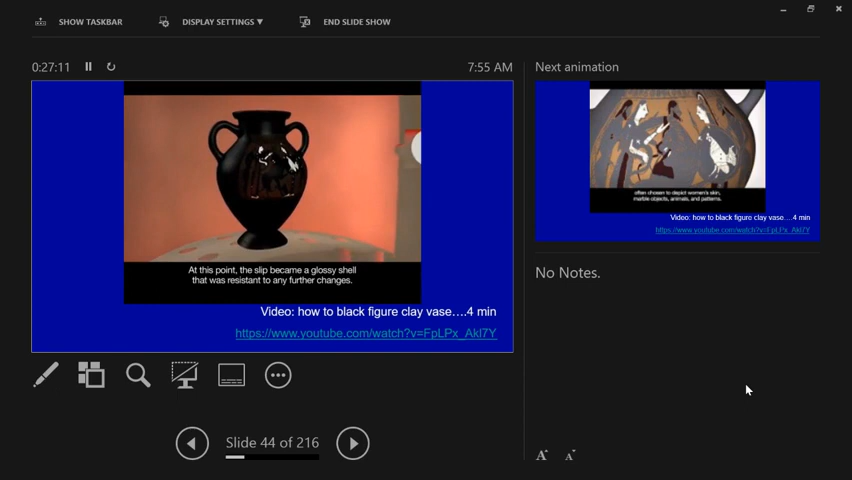 SHOW TASKBAR
DISPLAY SETTINGS ▼
END SLIDE SHOW
0:27:11
7:55 AM
At this point, the slip became a glossy shell
that was resistant to any further changes.
Video: how to black figure clay vase….4 min
https://www.youtube.com/watch?v=FpLPx_Akl7Y
Slide 44 of 216
Next animation
often chosen to depict women's skin,
marble objects, animals, and patterns.
Video: how to black figure clay vase….4 min
https://www.youtube.com/watch?v=FpLPx_Akl7Y
No Notes.
A A